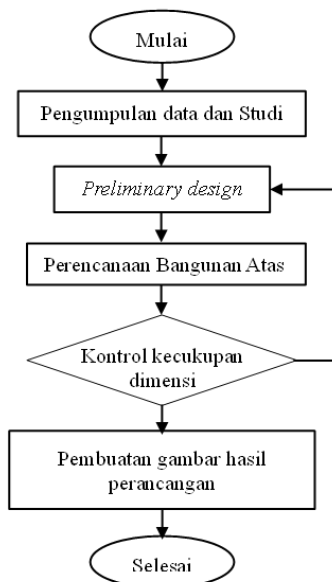 Mulai
Pengumpulan data dan Studi
Preliminary design
Perencanaan Bangunan Atas
Kontrol kecukupan
dimensi
Pembuatan gambar hasil
perancangan
Selesai